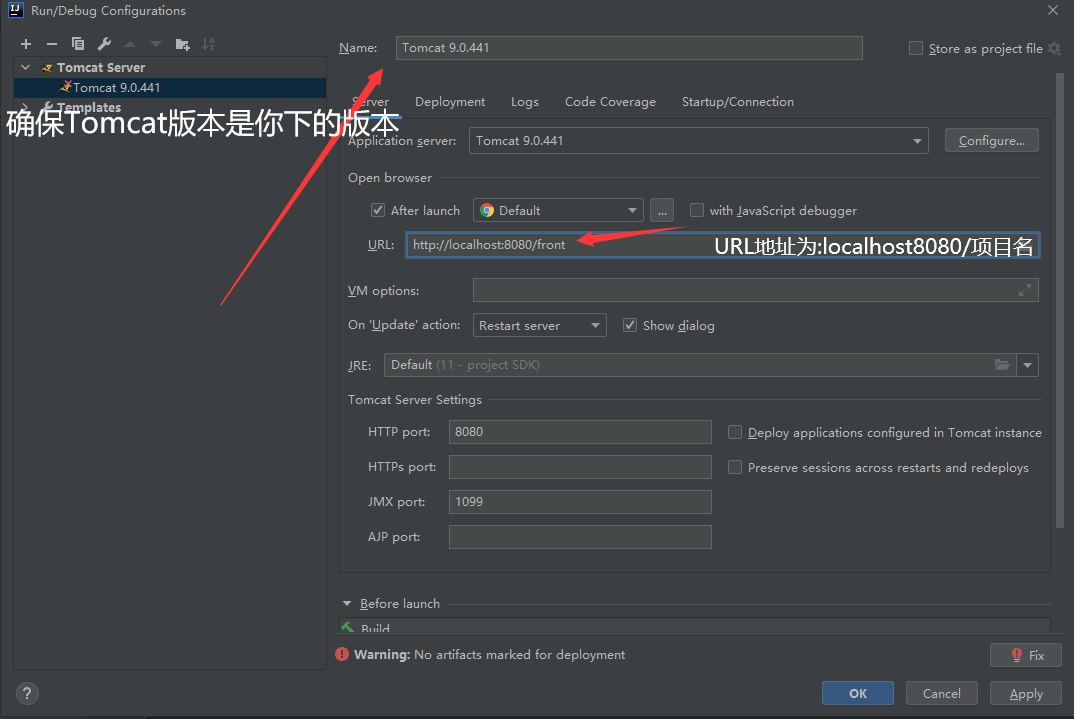 Run/Debug Configurations
Name: Tomcat 9.0.441 Store as project file
Tomcat Server
Tomcat 9.0.441
Templates
确保Tomcat版本是你下的版本
Server Deployment Logs Code Coverage Startup/Connection
Application server: Tomcat 9.0.441 Configure...
Open browser
After launch Default ... with JavaScript debugger
URL: http://localhost:8080/front URL地址为:localhost8080/项目名
VM options:
On 'Update' action: Restart server Show dialog
JRE: Default (11 - project SDK)
Tomcat Server Settings
HTTP port: 8080 Deploy applications configured in Tomcat instance
HTTPs port: Preserve sessions across restarts and redeploys
JMX port: 1099
AJP port:
Before launch
Build
Warning: No artifacts marked for deployment Fix
? OK Cancel Apply